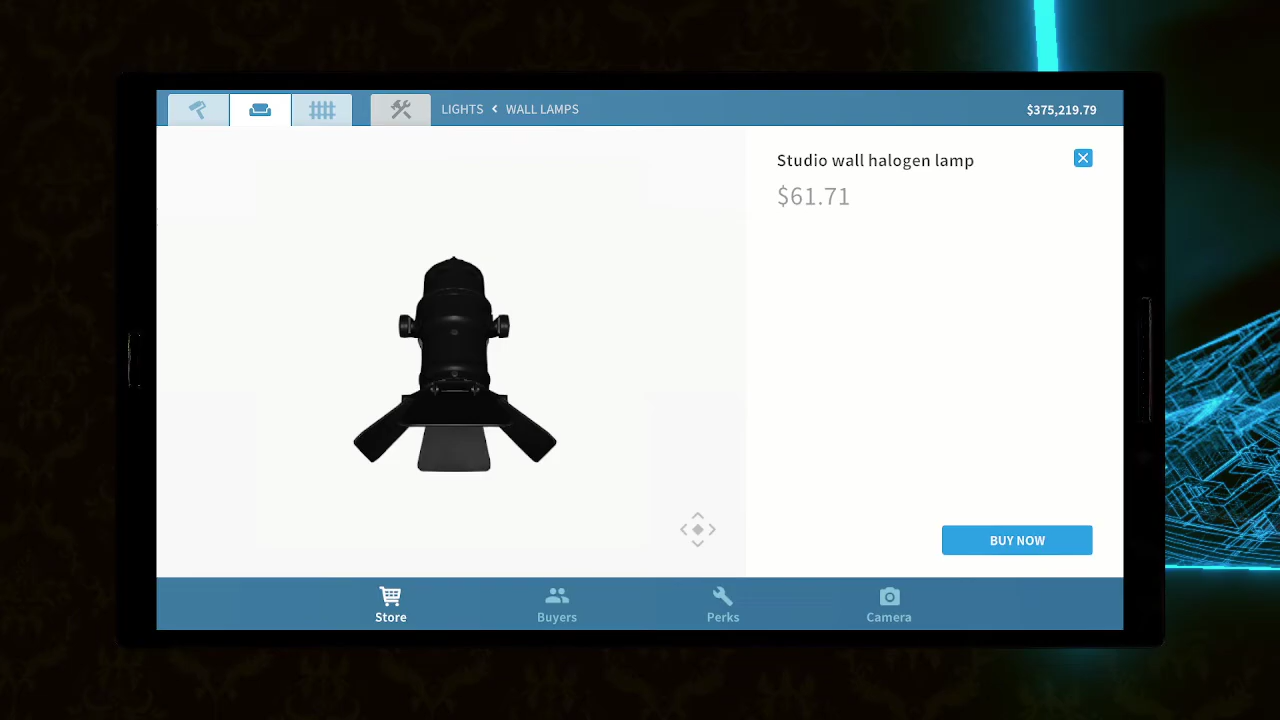 LIGHTS < WALL LAMPS
$375,219.79
Studio wall halogen lamp
$61.71
BUY NOW
Store
Buyers
Perks
Camera